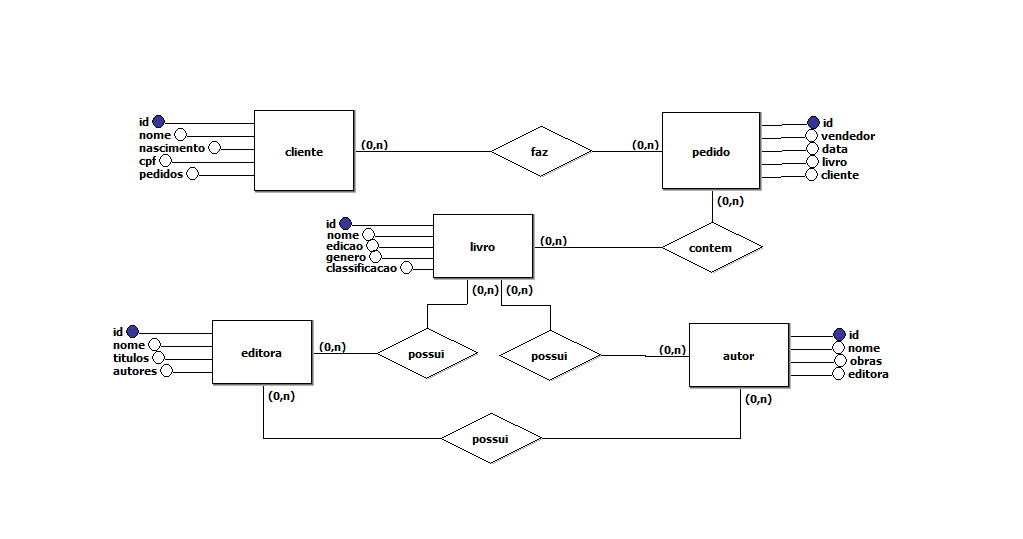 id
nome
nascimento
cpf
pedidos
cliente
(0,n)
faz
(0,n)
pedido
id
vendedor
data
livro
cliente
(0,n)
id
nome
edicao
genero
classificacao
livro
(0,n)
contem
(0,n)
(0,n)
id
nome
titulos
autores
editora
(0,n)
possui
possui
(0,n)
autor
id
nome
obras
editora
(0,n)
(0,n)
possui